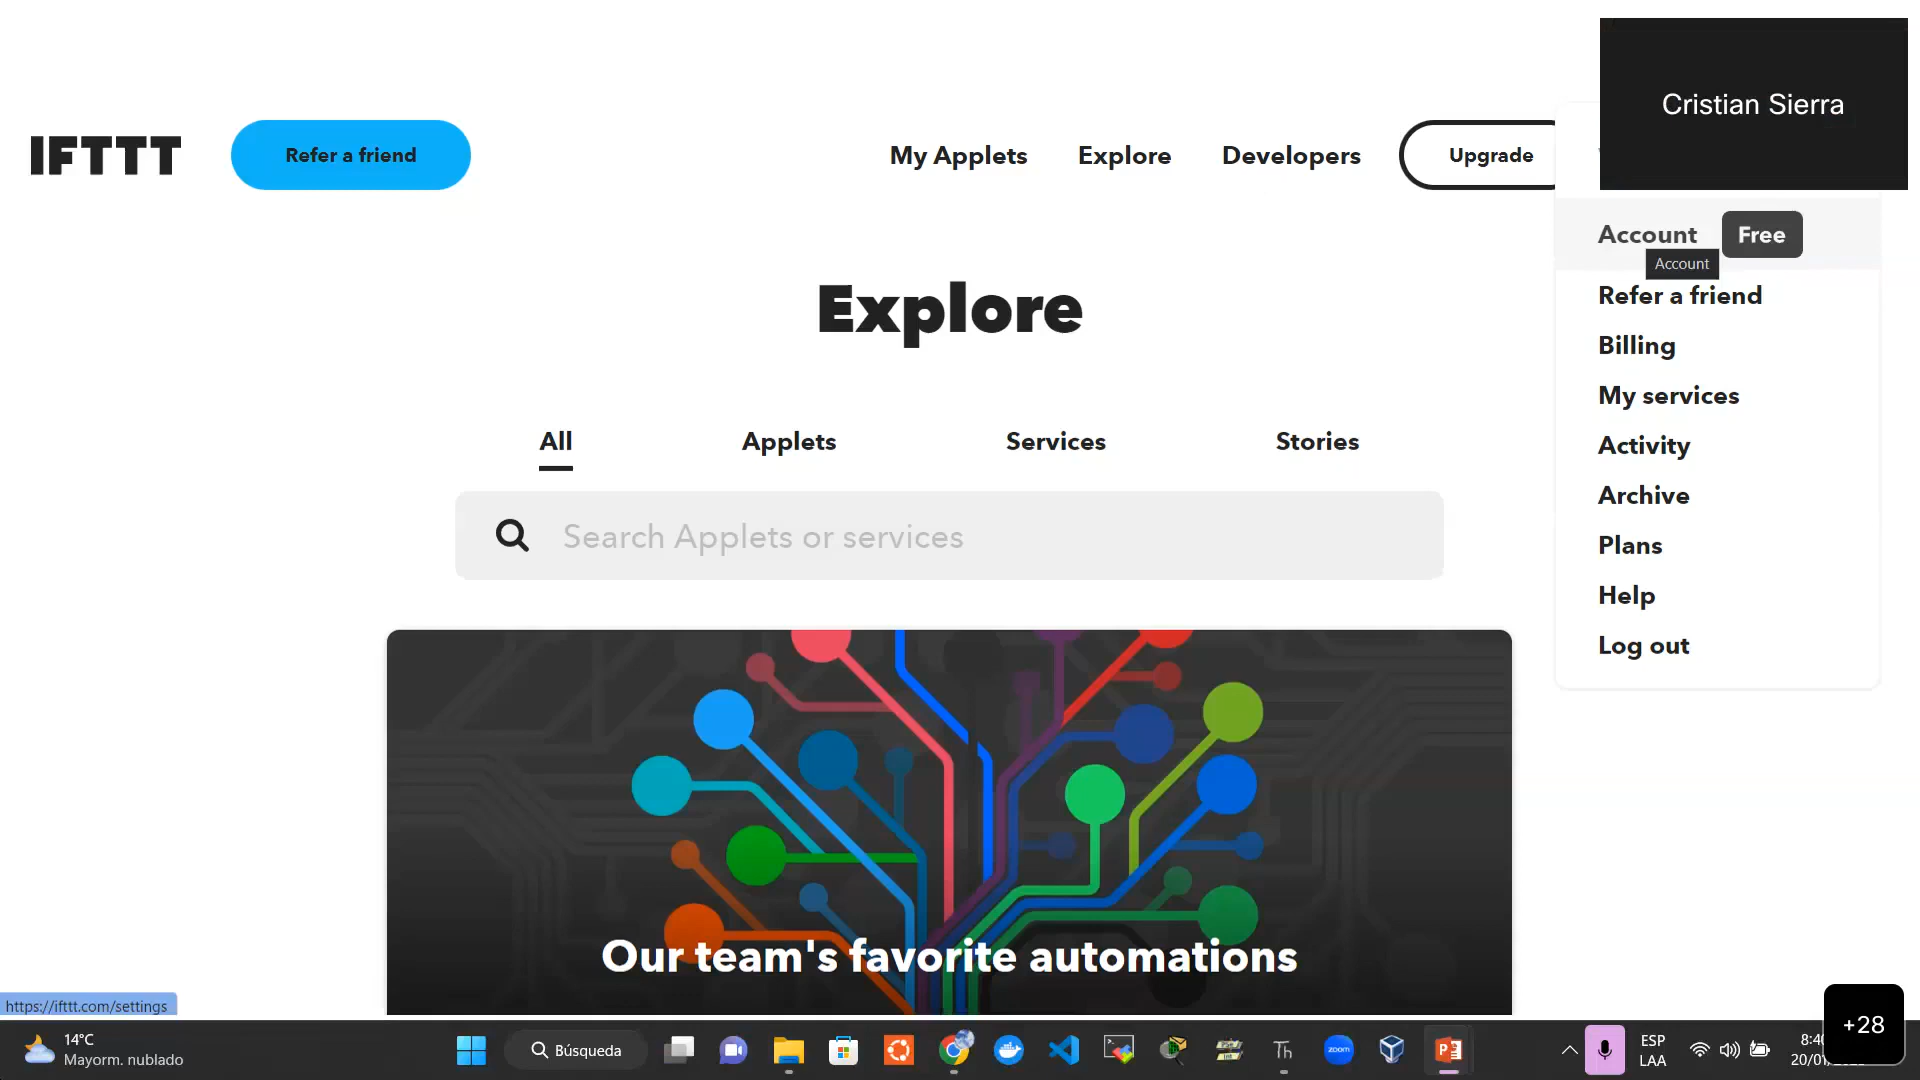 IFTTT
Refer a friend
My Applets
Explore
Developers
Upgrade
Cristian Sierra
Account
Free
Account
Refer a friend
Billing
My services
Activity
Archive
Plans
Help
Log out
Explore
All
Applets
Services
Stories
Search Applets or services
Our team's favorite automations
https://ifttt.com/settings
14°C
Mayorm. nublado
Búsqueda
Th
zoom
ESP
LAA
+28